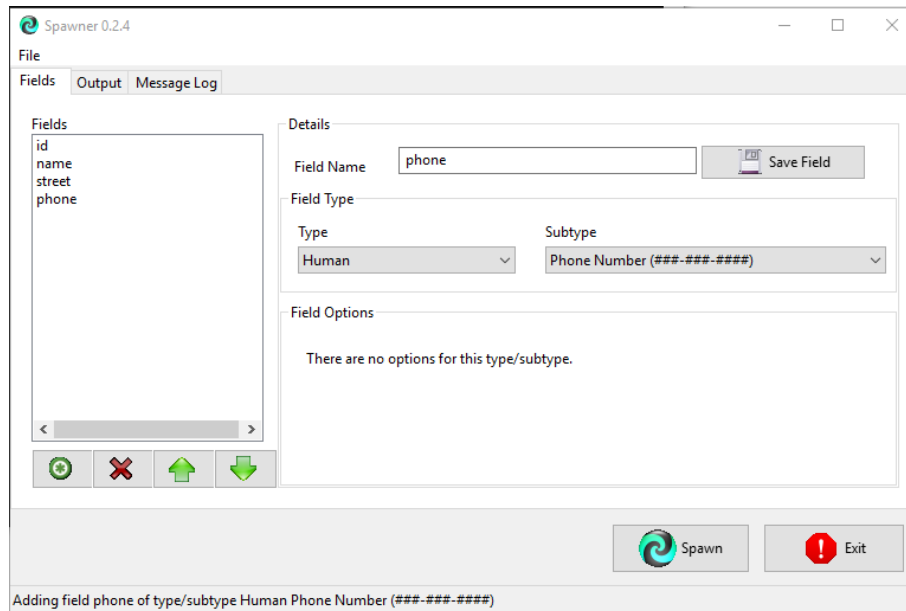 Spawner 0.2.4
File
Fields Output Message Log
Fields
id
name
street
phone
Details
Field Name phone Save Field
Field Type
Type Subtype
Human Phone Number (###-###-####)
Field Options
There are no options for this type/subtype.
Spawn Exit
Adding field phone of type/subtype Human Phone Number (###-###-####)